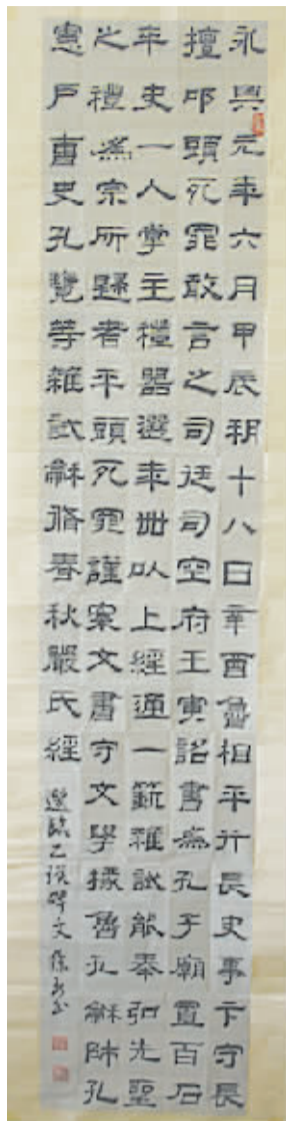 永興元年六月甲辰朔十八日辛酉魯相平行長史事卞守長
擅叩頭死罪敢言之司徒司空府壬寅詔書為孔子廟置百石
卒史一人掌主禮器選年卌以上經通一蓺雜試能奉弘先聖
之禮為宗所歸者平頭死罪謹案文書守文學掾魯孔龢師孔
憲戶曹史孔覽等雜試龢脩春秋嚴氏經
選臨乙瑛碑文